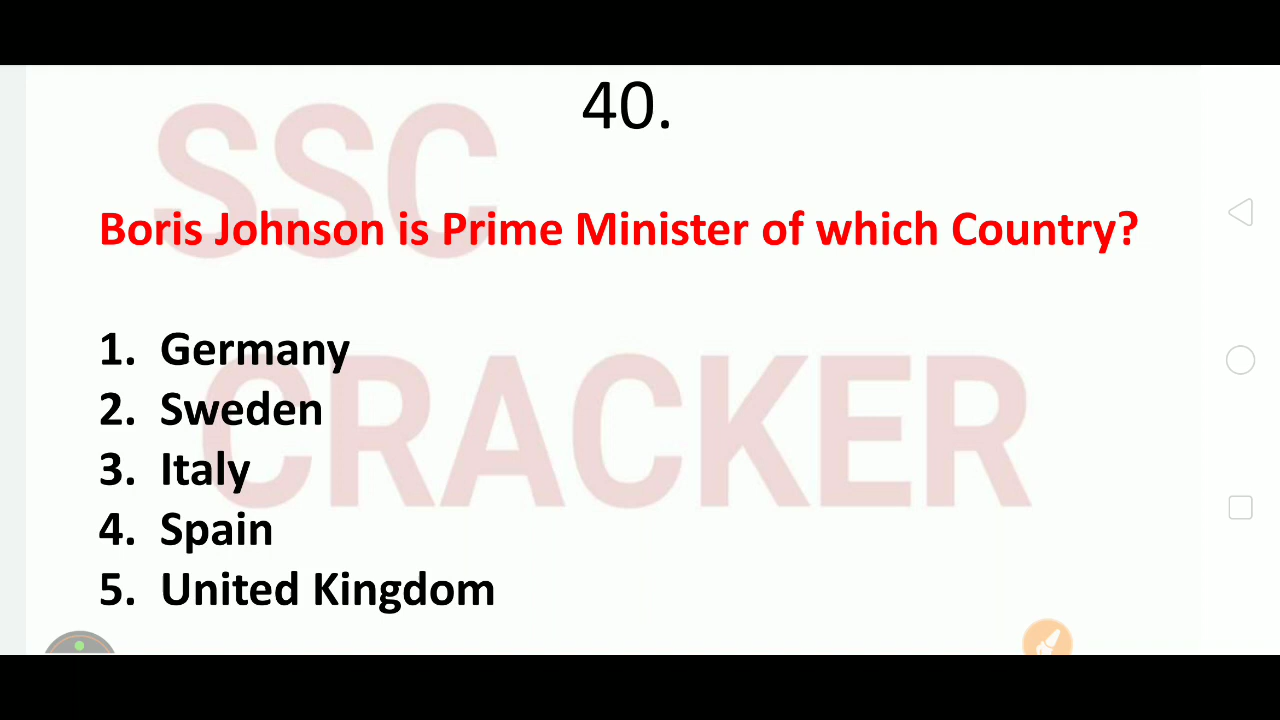 40.
SSC
Boris Johnson is Prime Minister of which Country?
1. Germany
CRACKER
2. Sweden
3. Italy
4. Spain
5. United Kingdom